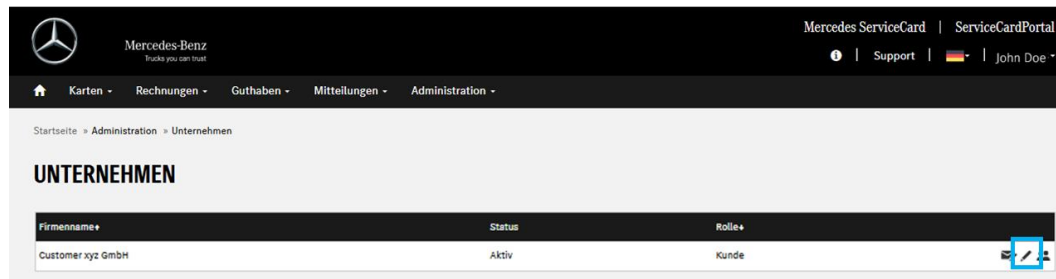 Mercedes ServiceCard | ServiceCardPortal
Mercedes-Benz
Trucks you can trust
Support | | John Doe
Karten Rechnungen Guthaben Mitteilungen Administration
Startseite » Administration » Unternehmen
UNTERNEHMEN
Firmenname Status Rolle
Customer xyz GmbH Aktiv Kunde